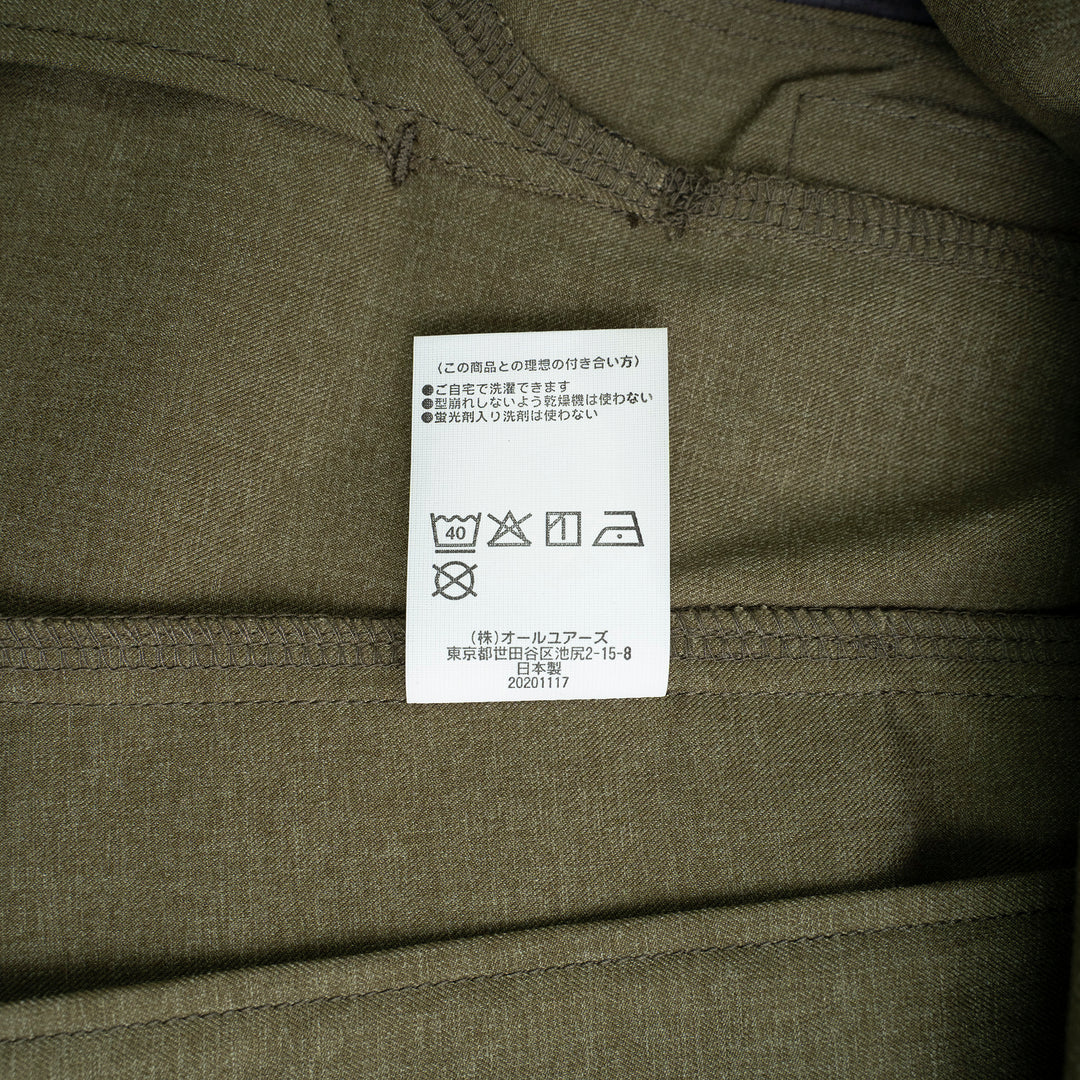 〈この商品との理想の付き合い方〉
●ご自宅で洗濯できます
●型崩れしないよう乾燥機は使わない
●蛍光剤入り洗剤は使わない
40
(株)オールユアーズ
東京都世田谷区池尻2-15-8
日本製
20201117